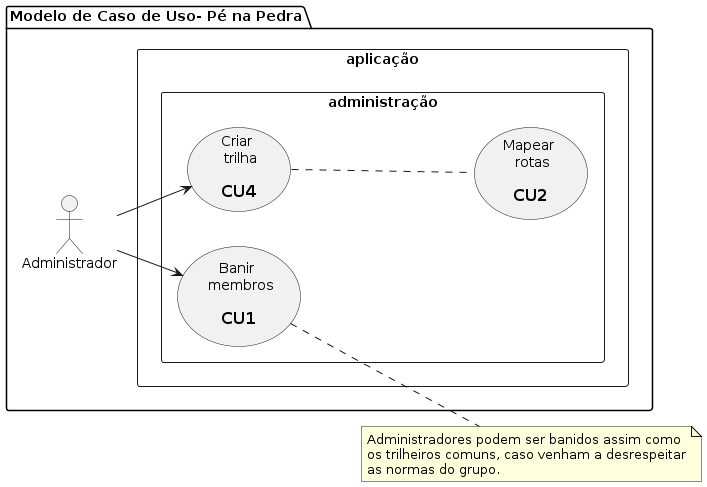 Modelo de Caso de Uso- Pé na Pedra
aplicação
administração
Criar
trilha
CU4
Mapear
rotas
CU2
Administrador
Banir
membros
CU1
Administradores podem ser banidos assim como
os trilheiros comuns, caso venham a desrespeitar
as normas do grupo.